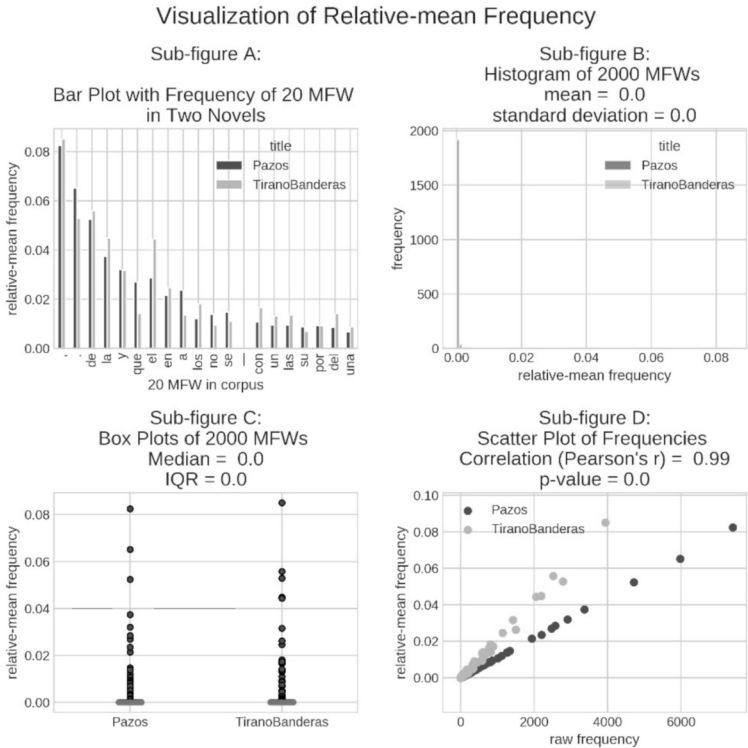 Visualization of Relative-mean Frequency
Sub-figure A:
Bar Plot with Frequency of 20 MFW
in Two Novels
0.08
0.06
0.04
0.02
0.00
relative-mean frequency
title
Pazos
TiranoBanderas
,
.
de
la
y
que
el
en
a
los
no
se
—
con
un
las
su
por
del
una
20 MFW in corpus
Sub-figure B:
Histogram of 2000 MFWs
mean = 0.0
standard deviation = 0.0
2000
1500
1000
500
0
frequency
title
Pazos
TiranoBanderas
0.00 0.02 0.04 0.06 0.08
relative-mean frequency
Sub-figure C:
Box Plots of 2000 MFWs
Median = 0.0
IQR = 0.0
0.08
0.06
0.04
0.02
0.00
relative-mean frequency
Pazos TiranoBanderas
Sub-figure D:
Scatter Plot of Frequencies
Correlation (Pearson's r) = 0.99
p-value = 0.0
0.10
0.08
0.06
0.04
0.02
0.00
relative-mean frequency
Pazos
TiranoBanderas
0 2000 4000 6000
raw frequency